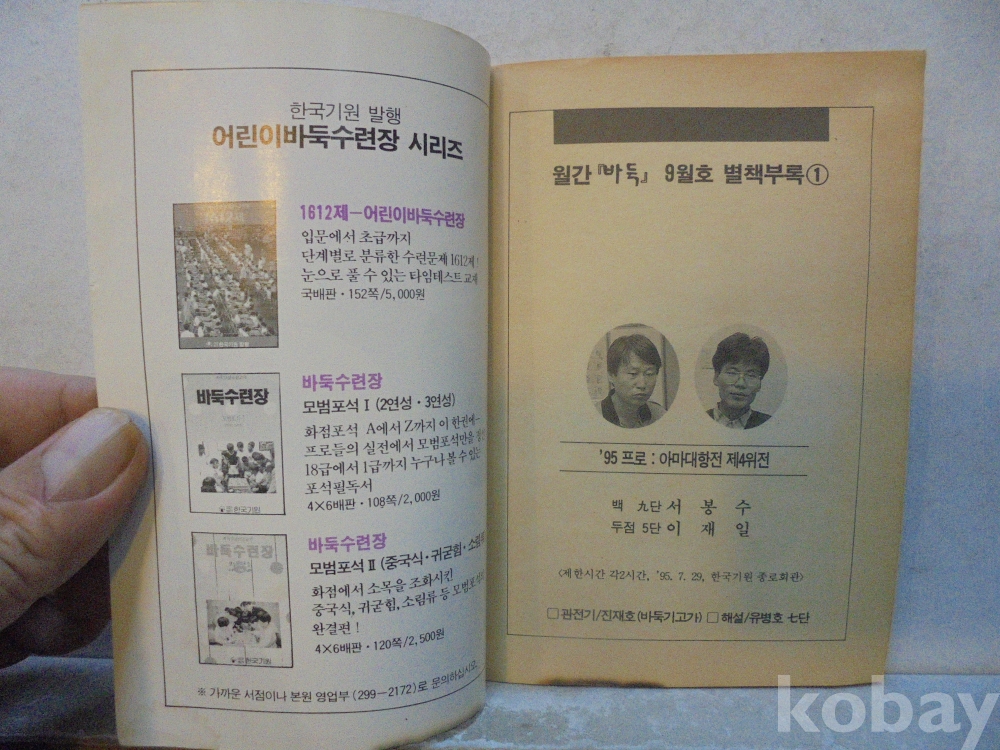 한국기원 발행
어린이바둑수련장 시리즈
1612제-어린이바둑수련장
입문에서 초급까지
단계별로 분류한 수련문제 1612제!
눈으로 풀 수 있는 타임테스트 교재
국배판·152쪽/5,000원
바둑수련장
한국기원
바둑수련장
모범포석 I (2연성·3연성)
화점포석 A에서 Z까지 이 한권에-
프로들의 실전에서 모범포석만을
18급에서 1급까지 누구나 볼 수 있는
포석필독서
4×6배판·108쪽/2,000원
바둑수련장
한국기원
바둑수련장
모범포석 II (중국식·귀굳힘·소림류
화점에서 소목을 조화시킨
중국식, 귀굳힘, 소림류 등 모범포석의
완결편!
4×6배판·120쪽/2,500원
※ 가까운 서점이나 본원 영업부 (299-2172)로 문의하십시오.
월간『바둑』 9월호 별책부록①
'95 프로 : 아마대항전 제4위전
백 九단 서 봉 수
두점 5단 이 재 일
〈제한시간 각2시간, '95. 7. 29, 한국기원 종로회관〉
□관전기/진재호(바둑기고가) □해설/유병호 七단
kobay